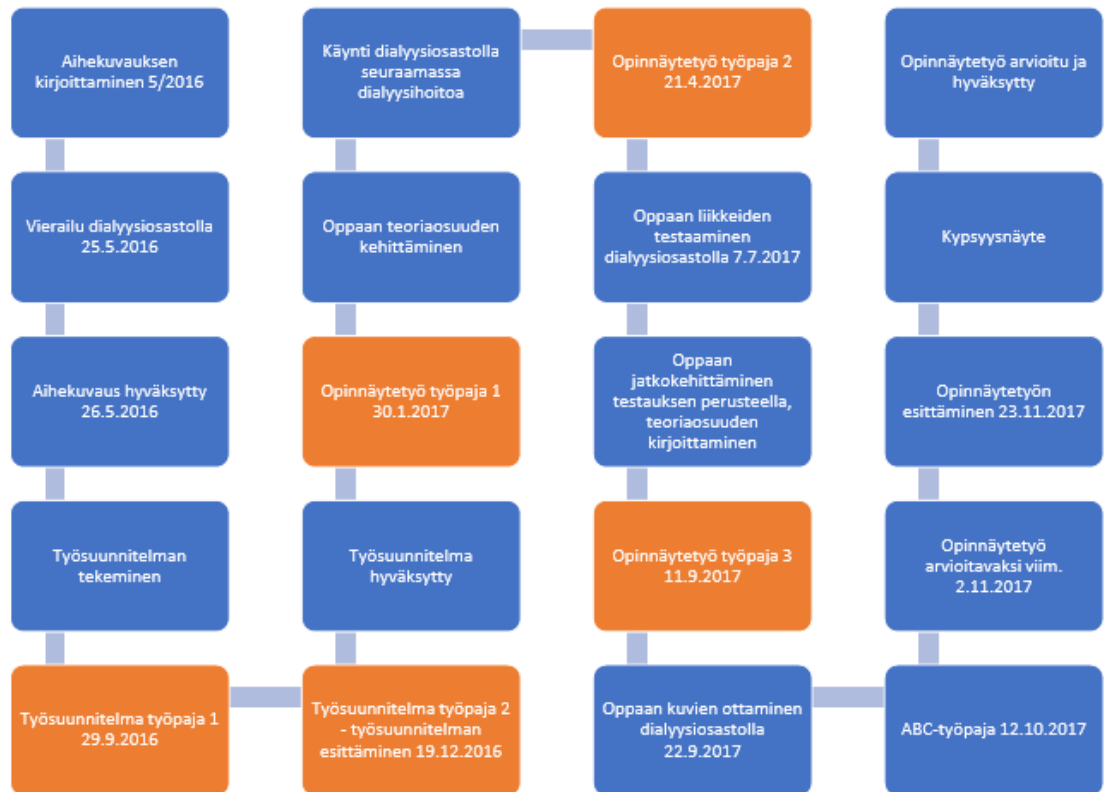 Aihekuvauksen
kirjoittaminen 5/2016
Vierailu dialyysiosastolla
25.5.2016
Aihekuvaus hyväksytty
26.5.2016
Työsuunnitelman
tekeminen
Työsuunnitelma työpaja 1
29.9.2016
Työsuunnitelma työpaja 2
- työsuunnitelman
esittäminen 19.12.2016
Työsuunnitelma
hyväksytty
Opinnäytetyö työpaja 1
30.1.2017
Oppaan teoriaosuuden
kehittäminen
Käynti dialyysiosastolla
seuraamassa
dialyysihoitoa
Opinnäytetyö työpaja 2
21.4.2017
Oppaan liikkeiden
testaaminen
dialyysiosastolla 7.7.2017
Oppaan
jatkokehittäminen
testauksen perusteella,
teoriaosuuden
kirjoittaminen
Opinnäytetyö työpaja 3
11.9.2017
Oppaan kuvien ottaminen
dialyysiosastolla
22.9.2017
ABC-työpaja 12.10.2017
Opinnäytetyö
arvioitavaksi viim.
2.11.2017
Opinnäytetyön
esittäminen 23.11.2017
Kypsyysnäyte
Opinnäytetyö arvioitu ja
hyväksytty